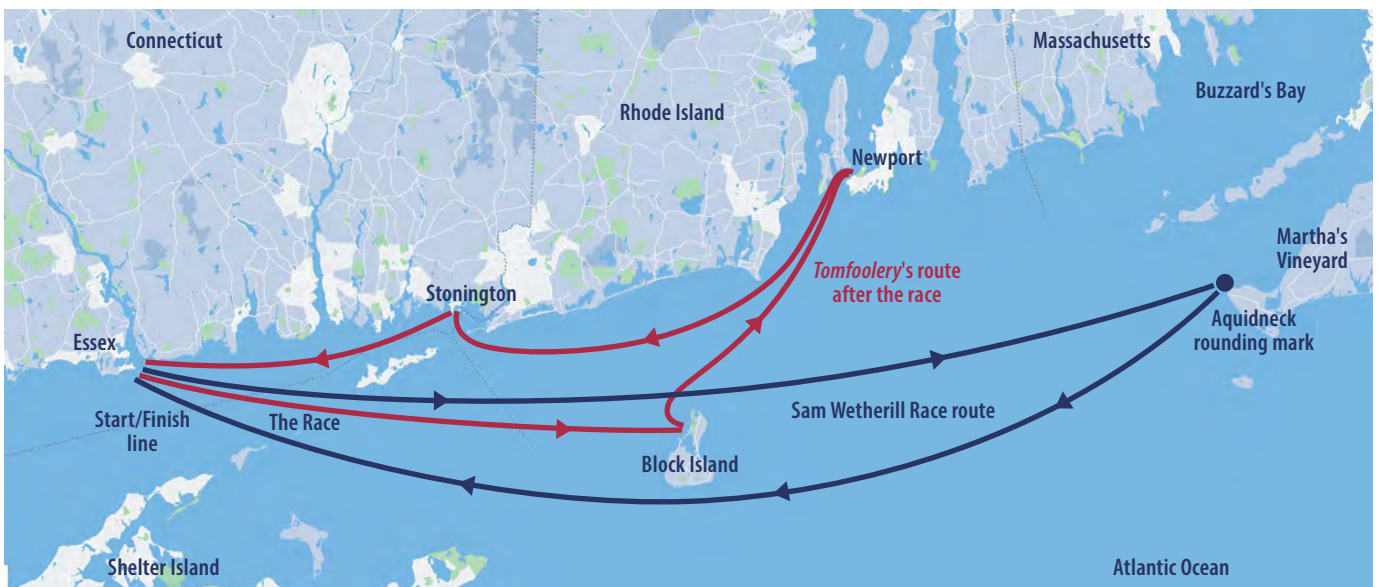 Connecticut
Massachusetts
Buzzard's Bay
Rhode Island
Newport
Martha's
Vineyard
Tomfoolery's route
after the race
Stonington
Aquidneck
rounding mark
Essex
Start/Finish
line
The Race
Sam Wetherill Race route
Block Island
Shelter Island
Atlantic Ocean